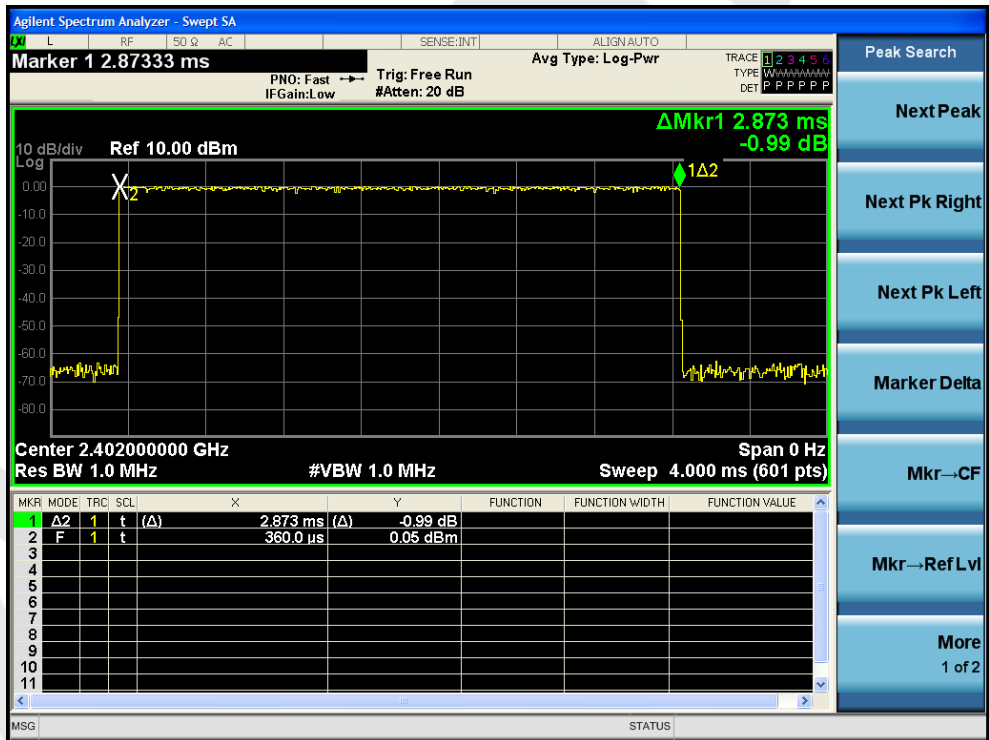 Agilent Spectrum Analyzer - Swept SA
LXI L RF 50 Ω AC SENSE:INT ALIGN AUTO
Marker 1 2.87333 ms
PNO: Fast
IFGain:Low
Trig: Free Run
#Atten: 20 dB
Avg Type: Log-Pwr
TRACE 1 2 3 4 5 6
TYPE
DET P P P P P P
ΔMkr1 2.873 ms
-0.99 dB
10 dB/div Ref 10.00 dBm
Log
1Δ2
2
0.00
-10.0
-20.0
-30.0
-40.0
-50.0
-60.0
-70.0
-80.0
Center 2.402000000 GHz Span 0 Hz
Res BW 1.0 MHz #VBW 1.0 MHz Sweep 4.000 ms (601 pts)
MKR MODE TRC SCL X Y FUNCTION FUNCTION WIDTH FUNCTION VALUE
1 Δ2 1 t (Δ) 2.873 ms (Δ) -0.99 dB
2 F 1 t 360.0 µs 0.05 dBm
3
4
5
6
7
8
9
10
11
MSG STATUS
Peak Search
Next Peak
Next Pk Right
Next Pk Left
Marker Delta
Mkr→CF
Mkr→Ref Lvl
More
1 of 2